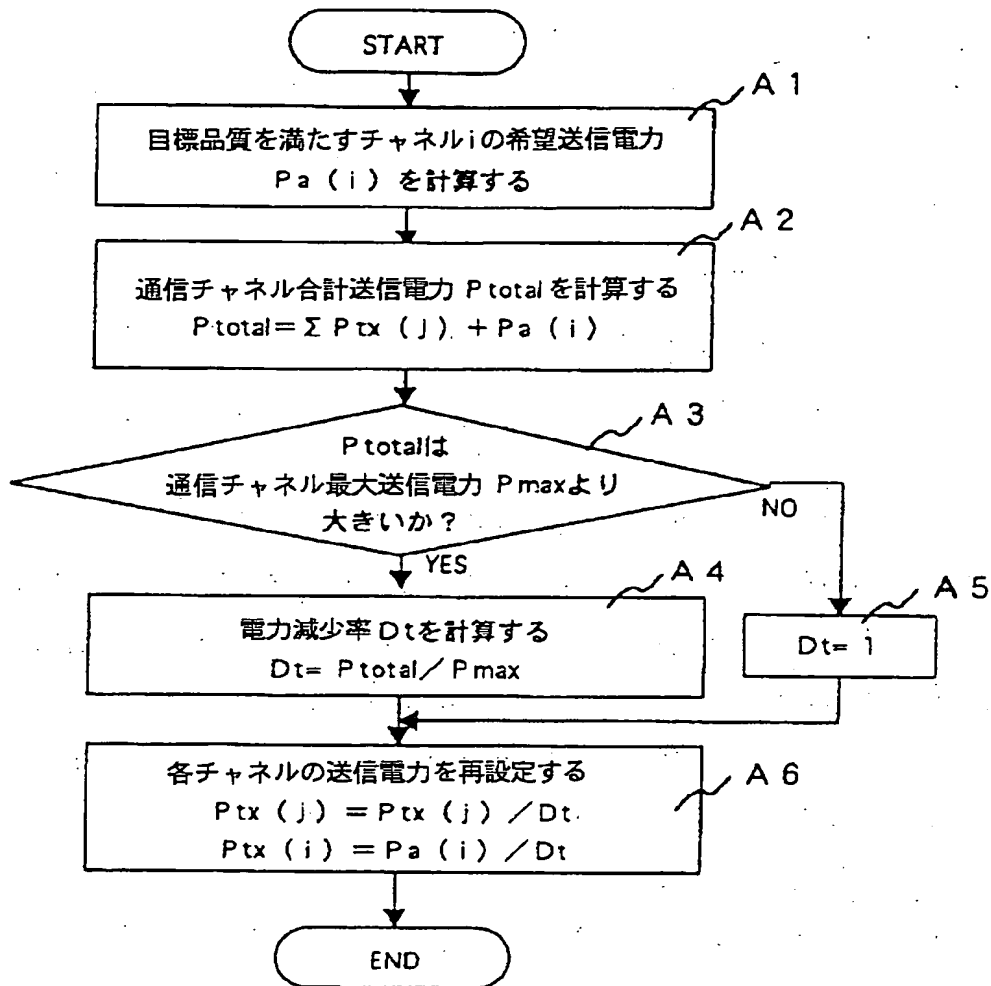 START
A1
目標品質を満たすチャネルiの希望送信電力
Pa(i)を計算する
A2
通信チャネル合計送信電力 Ptotalを計算する
Ptotal=Σ Ptx(j)+Pa(i)
A3
Ptotalは
通信チャネル最大送信電力 Pmaxより
大きいか?
NO
YES
A4
電力減少率Dtを計算する
Dt= Ptotal/Pmax
A5
Dt= 1
各チャネルの送信電力を再設定する
A6
Ptx(j)=Ptx(j)/Dt
Ptx(i)=Pa(i)/Dt
END